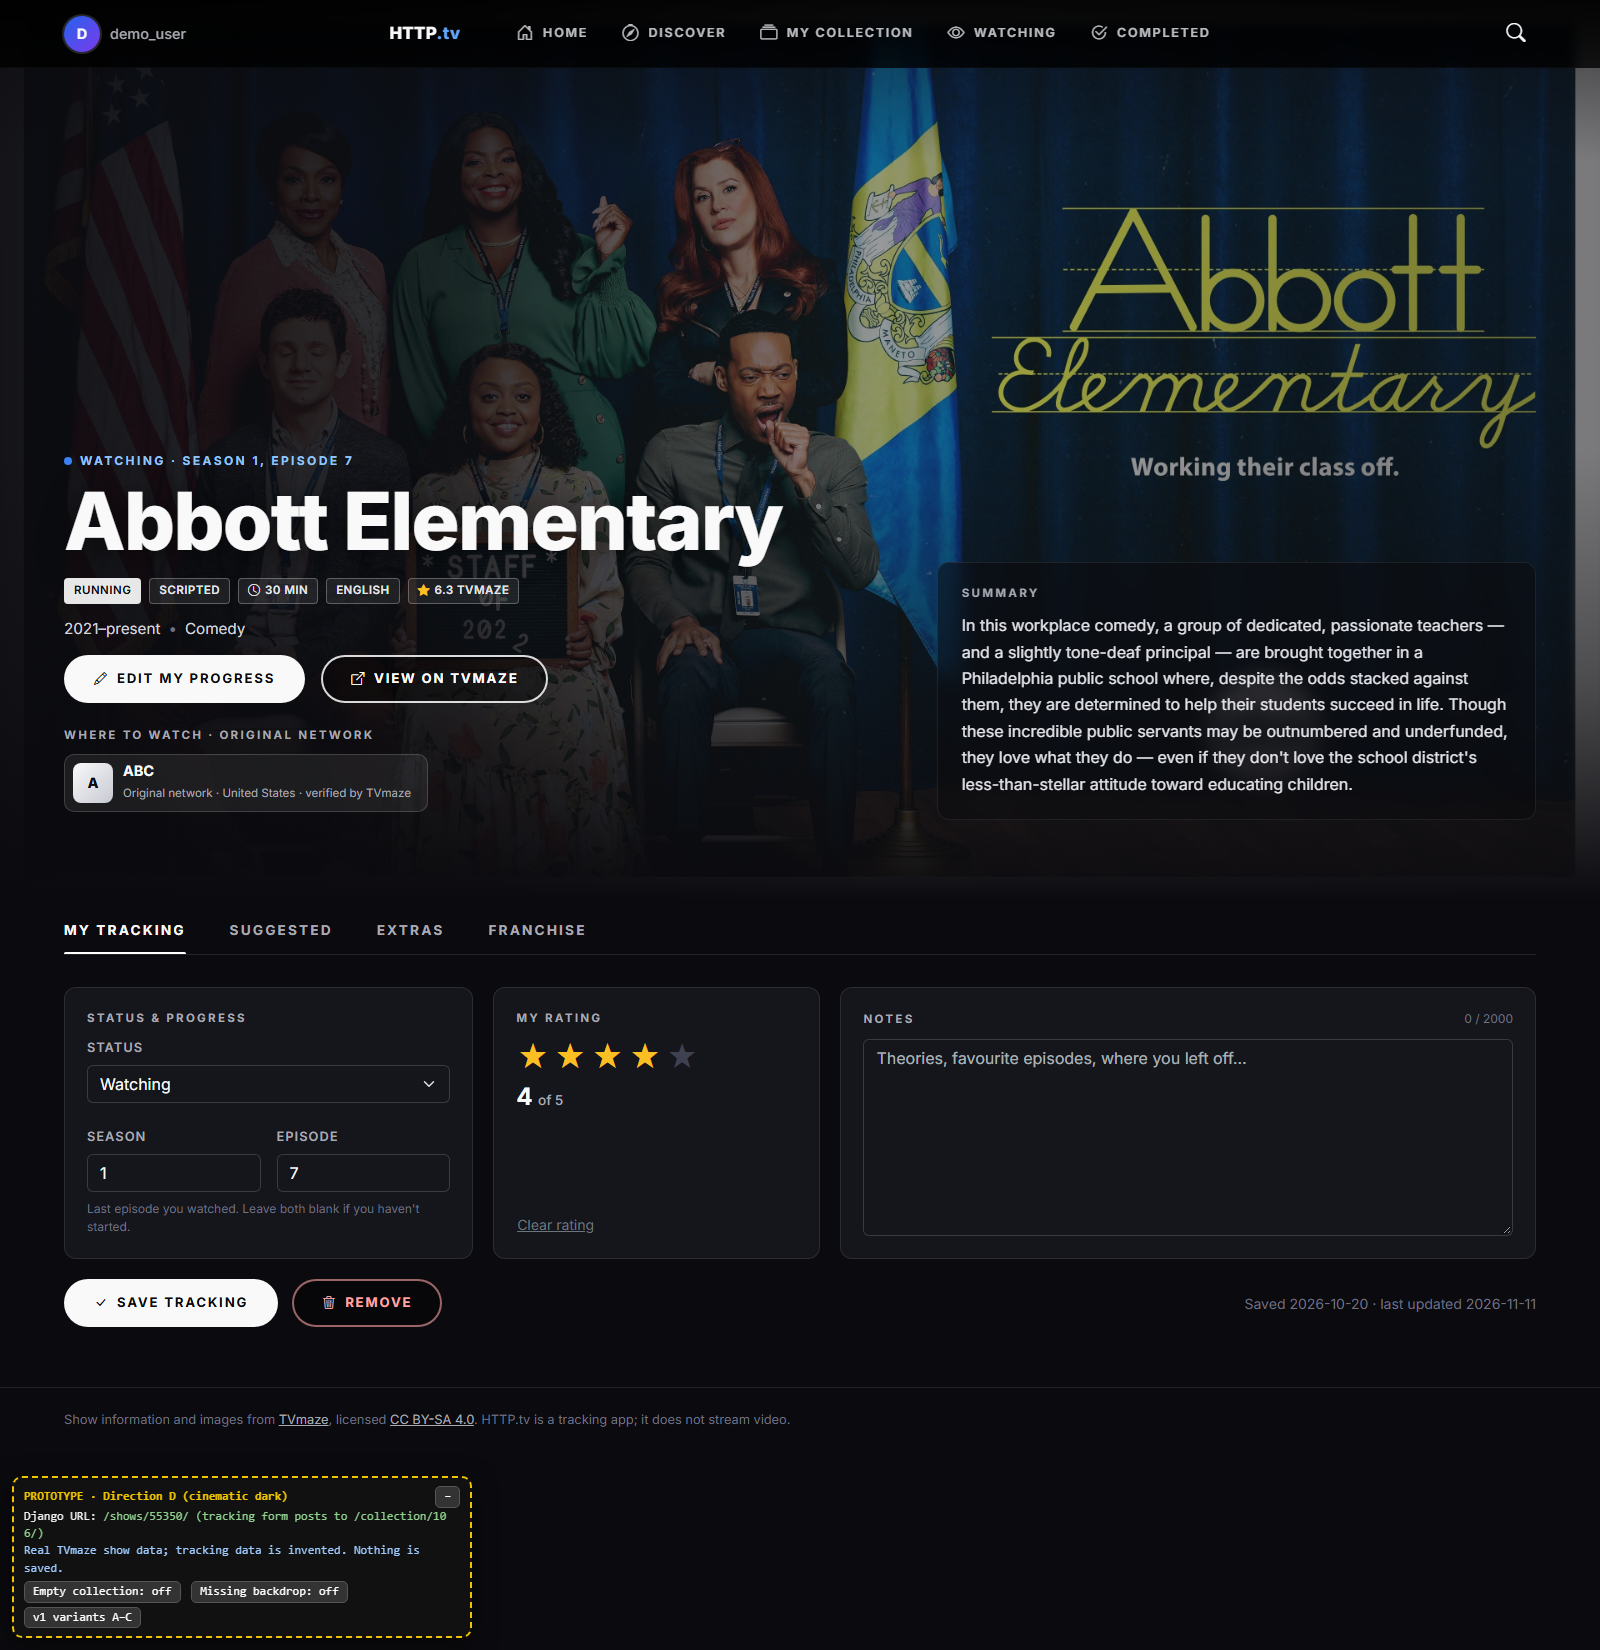 D demo_user HTTP.tv HOME DISCOVER MY COLLECTION WATCHING COMPLETED
Abbott
Elementary
Working their class off.
PHILADELPHIA
MANETO
WATCHING · SEASON 1, EPISODE 7
Abbott Elementary
* STAFF *
OF
2022
RUNNING SCRIPTED 30 MIN ENGLISH 6.3 TVMAZE
2021–present • Comedy
EDIT MY PROGRESS VIEW ON TVMAZE
WHERE TO WATCH · ORIGINAL NETWORK
A ABC
Original network · United States · verified by TVmaze
SUMMARY
In this workplace comedy, a group of dedicated, passionate teachers —
and a slightly tone-deaf principal — are brought together in a
Philadelphia public school where, despite the odds stacked against
them, they are determined to help their students succeed in life. Though
these incredible public servants may be outnumbered and underfunded,
they love what they do — even if they don't love the school district's
less-than-stellar attitude toward educating children.
MY TRACKING SUGGESTED EXTRAS FRANCHISE
STATUS & PROGRESS
STATUS
Watching
SEASON EPISODE
1 7
Last episode you watched. Leave both blank if you haven't
started.
MY RATING
4 of 5
Clear rating
NOTES 0 / 2000
Theories, favourite episodes, where you left off...
SAVE TRACKING REMOVE
Saved 2026-10-20 · last updated 2026-11-11
Show information and images from TVmaze, licensed CC BY-SA 4.0. HTTP.tv is a tracking app; it does not stream video.
PROTOTYPE · Direction D (cinematic dark) –
Django URL: /shows/55350/ (tracking form posts to /collection/10
6/)
Real TVmaze show data; tracking data is invented. Nothing is
saved.
Empty collection: off Missing backdrop: off
v1 variants A–C